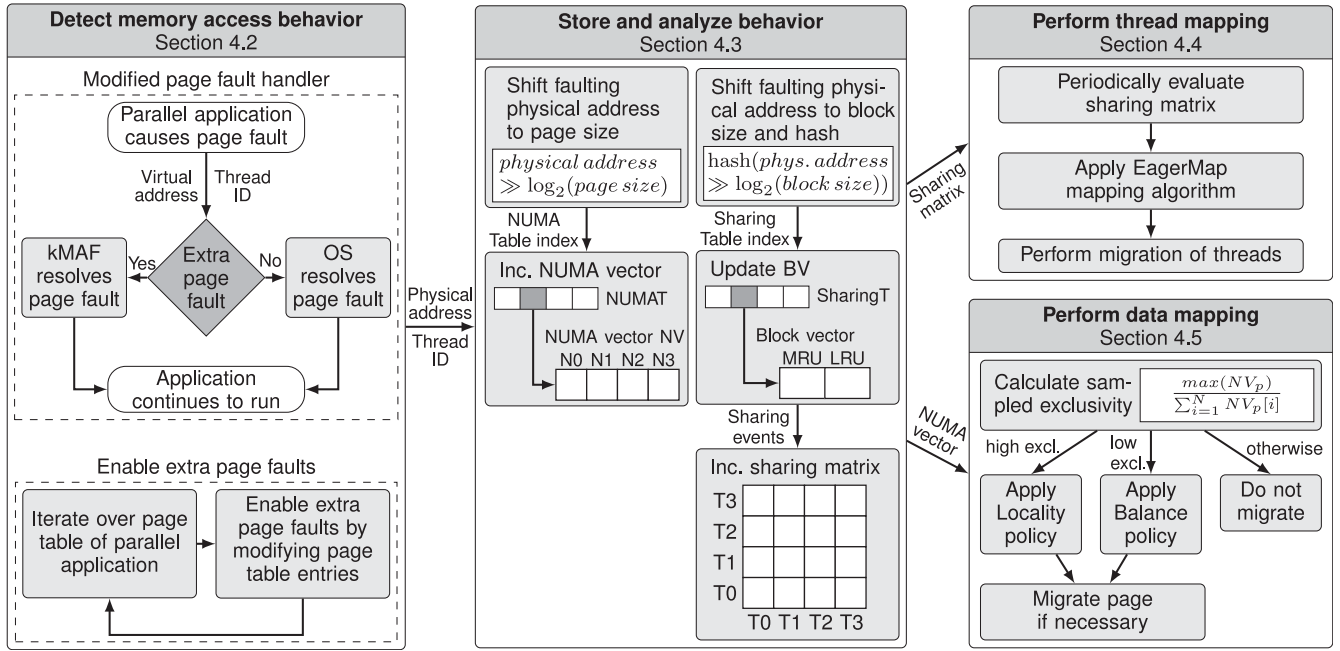 Detect memory access behavior
Section 4.2
Modified page fault handler
Parallel application
causes page fault
Virtual
address
Thread
ID
kMAF
resolves
page fault
Yes
Extra
page
fault
No
OS
resolves
page fault
Application
continues to run
Enable extra page faults
Iterate over page
table of parallel
application
Enable extra
page faults by
modifying page
table entries
Physical
address
Thread
ID
Store and analyze behavior
Section 4.3
Shift faulting
physical address
to page size
physical address
≫ log₂(page size)
NUMA
Table index
Inc. NUMA vector
NUMAT
NUMA vector NV
N0 N1 N2 N3
Shift faulting physi-
cal address to block
size and hash
hash(phys. address
≫ log₂(block size))
Sharing
Table index
Update BV
SharingT
Block vector
MRU LRU
Sharing
events
Inc. sharing matrix
T3
T2
T1
T0
T0 T1 T2 T3
Sharing
matrix
NUMA
vector
Perform thread mapping
Section 4.4
Periodically evaluate
sharing matrix
Apply EagerMap
mapping algorithm
Perform migration of threads
Perform data mapping
Section 4.5
Calculate sam-
pled exclusivity
max(NVₚ)
∑ᵢ₌₁ᴺ NVₚ[i]
high excl.
low
excl.
otherwise
Apply
Locality
policy
Apply
Balance
policy
Do not
migrate
Migrate page
if necessary